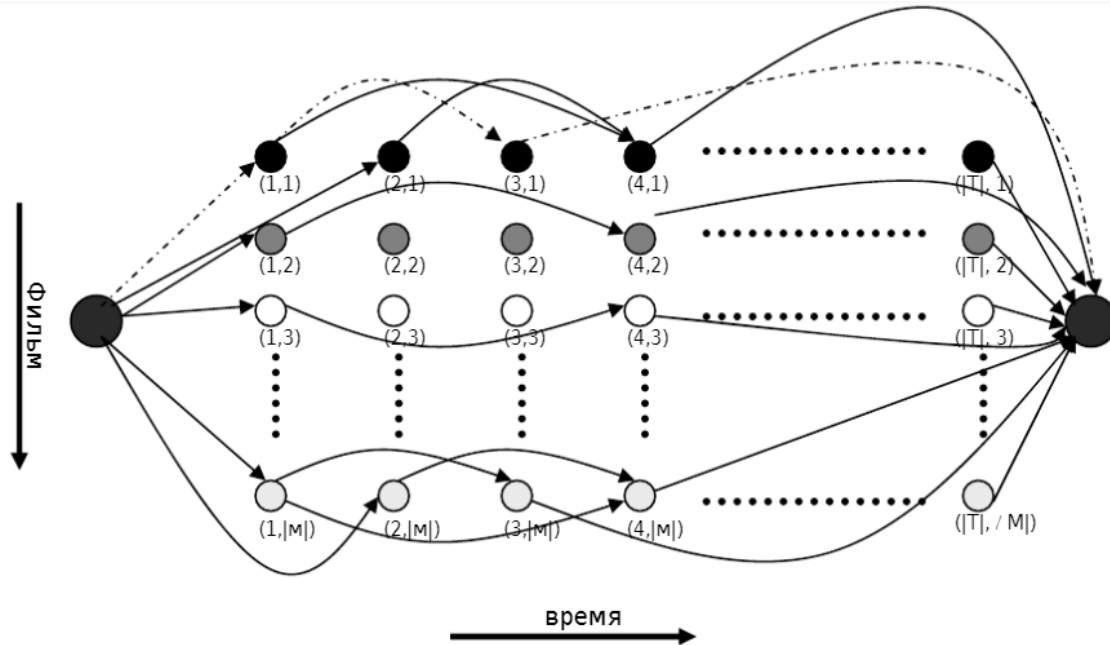 (1,1) (2,1) (3,1) (4,1) (|T|, 1)
(1,2) (2,2) (3,2) (4,2) (|T|, 2)
Фильм
(1,3) (2,3) (3,3) (4,3) (|T|, 3)
(1,|м|) (2,|м|) (3,|м|) (4,|м|) (|T|, / M|)
время